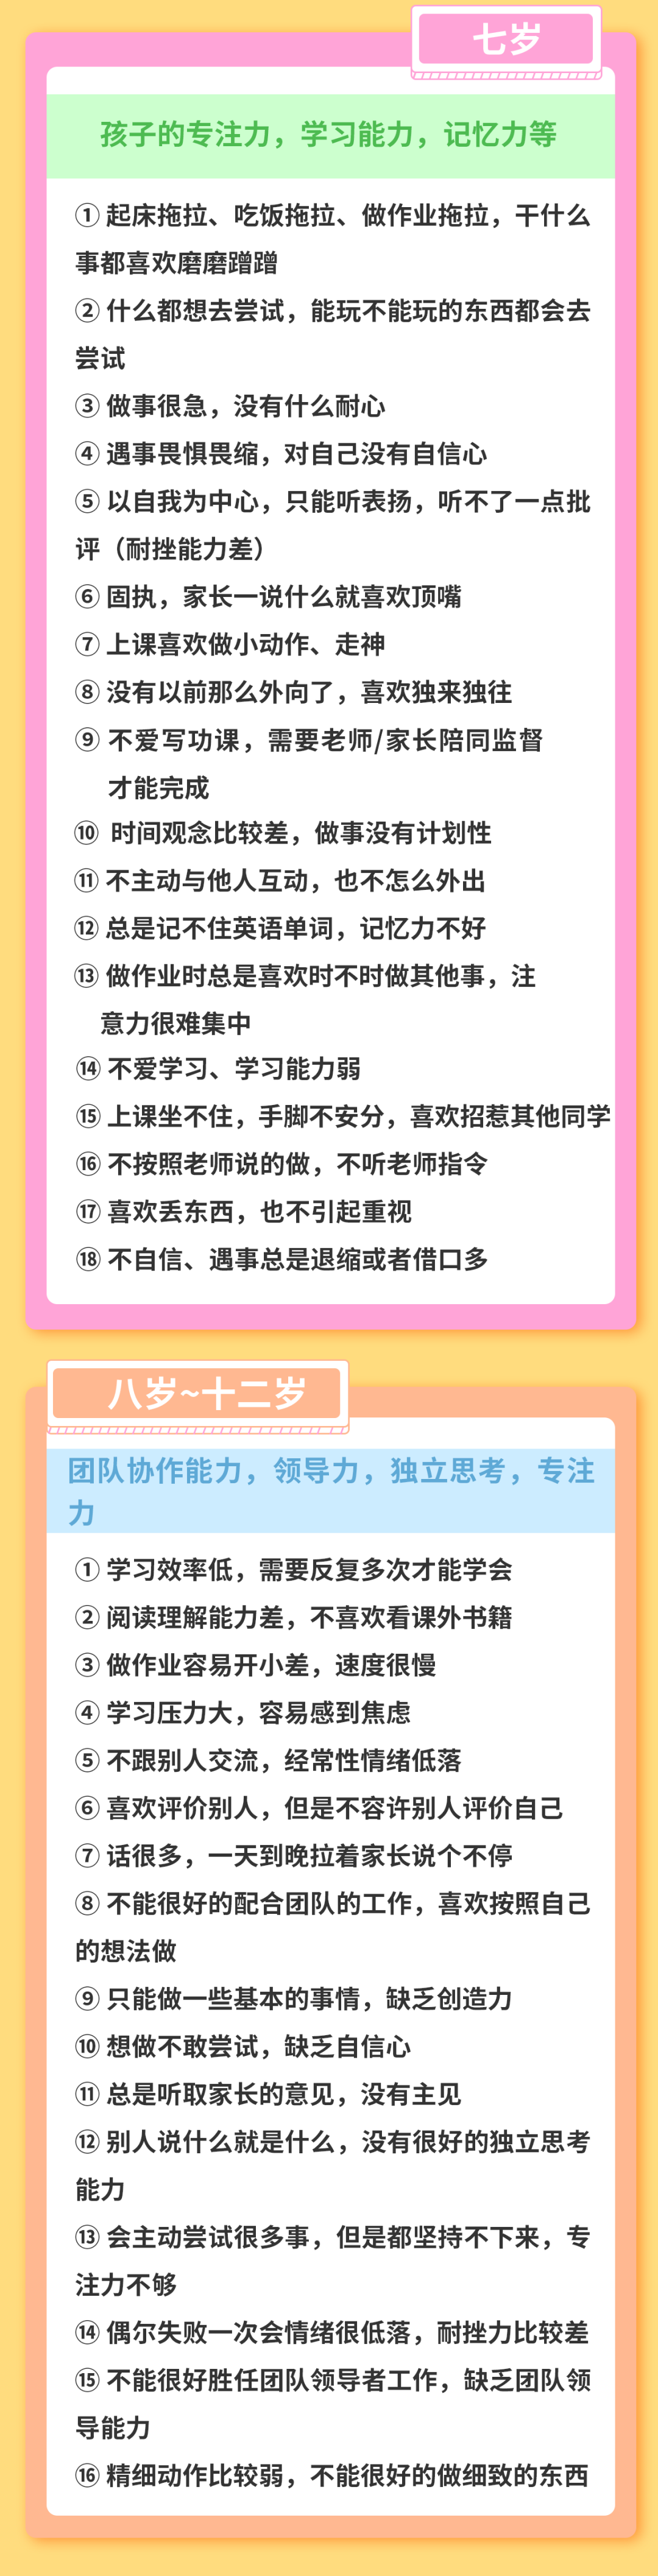 七岁
孩子的专注力，学习能力，记忆力等
① 起床拖拉、吃饭拖拉、做作业拖拉，干什么
事都喜欢磨磨蹭蹭
② 什么都想去尝试，能玩不能玩的东西都会去
尝试
③ 做事很急，没有什么耐心
④ 遇事畏惧畏缩，对自己没有自信心
⑤ 以自我为中心，只能听表扬，听不了一点批
评（耐挫能力差）
⑥ 固执，家长一说什么就喜欢顶嘴
⑦ 上课喜欢做小动作、走神
⑧ 没有以前那么外向了，喜欢独来独往
⑨ 不爱写功课，需要老师/家长陪同监督
才能完成
⑩ 时间观念比较差，做事没有计划性
⑪ 不主动与他人互动，也不怎么外出
⑫ 总是记不住英语单词，记忆力不好
⑬ 做作业时总是喜欢时不时做其他事，注
意力很难集中
⑭ 不爱学习、学习能力弱
⑮ 上课坐不住，手脚不安分，喜欢招惹其他同学
⑯ 不按照老师说的做，不听老师指令
⑰ 喜欢丢东西，也不引起重视
⑱ 不自信、遇事总是退缩或者借口多
八岁~十二岁
团队协作能力，领导力，独立思考，专注
力
① 学习效率低，需要反复多次才能学会
② 阅读理解能力差，不喜欢看课外书籍
③ 做作业容易开小差，速度很慢
④ 学习压力大，容易感到焦虑
⑤ 不跟别人交流，经常性情绪低落
⑥ 喜欢评价别人，但是不容许别人评价自己
⑦ 话很多，一天到晚拉着家长说个不停
⑧ 不能很好的配合团队的工作，喜欢按照自己
的想法做
⑨ 只能做一些基本的事情，缺乏创造力
⑩ 想做不敢尝试，缺乏自信心
⑪ 总是听取家长的意见，没有主见
⑫ 别人说什么就是什么，没有很好的独立思考
能力
⑬ 会主动尝试很多事，但是都坚持不下来，专
注力不够
⑭ 偶尔失败一次会情绪很低落，耐挫力比较差
⑮ 不能很好胜任团队领导者工作，缺乏团队领
导能力
⑯ 精细动作比较弱，不能很好的做细致的东西